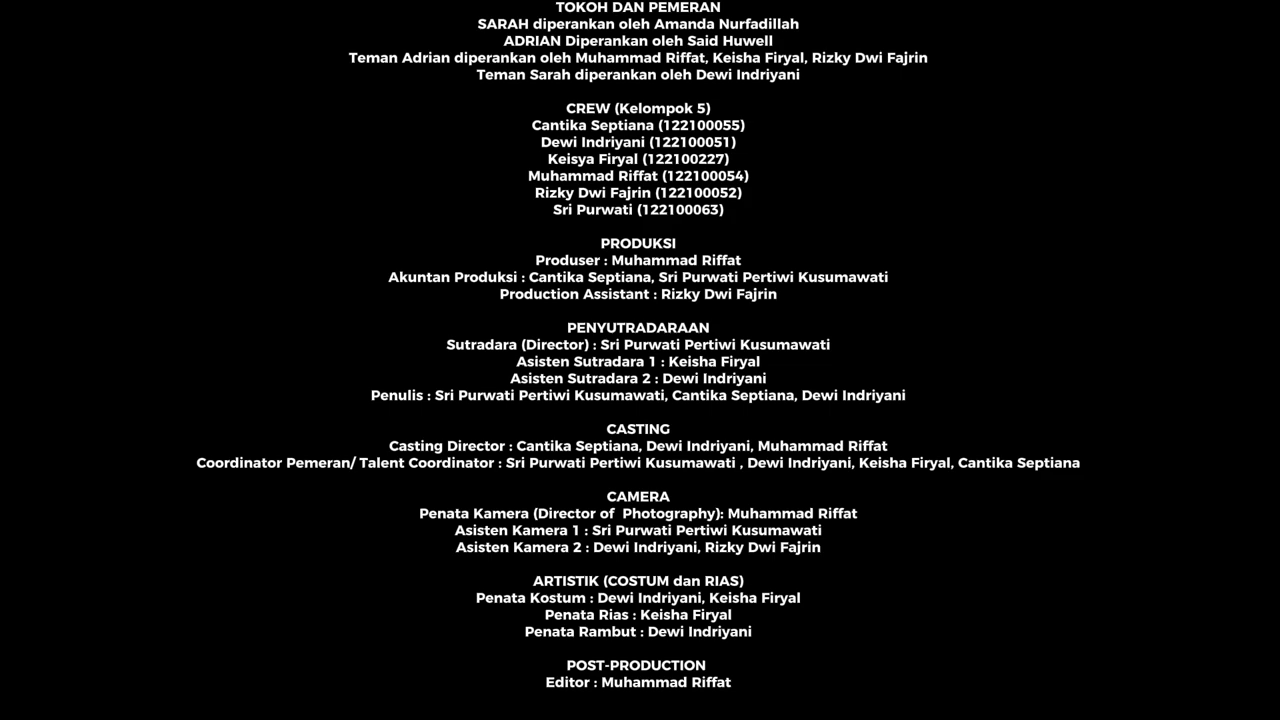 TOKOH DAN PEMERAN
SARAH diperankan oleh Amanda Nurfadillah
ADRIAN Diperankan oleh Said Huwell
Teman Adrian diperankan oleh Muhammad Riffat, Keisha Firyal, Rizky Dwi Fajrin
Teman Sarah diperankan oleh Dewi Indriyani
CREW (Kelompok 5)
Cantika Septiana (122100055)
Dewi Indriyani (122100051)
Keisya Firyal (122100227)
Muhammad Riffat (122100054)
Rizky Dwi Fajrin (122100052)
Sri Purwati (122100063)
PRODUKSI
Produser : Muhammad Riffat
Akuntan Produksi : Cantika Septiana, Sri Purwati Pertiwi Kusumawati
Production Assistant : Rizky Dwi Fajrin
PENYUTRADARAAN
Sutradara (Director) : Sri Purwati Pertiwi Kusumawati
Asisten Sutradara 1 : Keisha Firyal
Asisten Sutradara 2 : Dewi Indriyani
Penulis : Sri Purwati Pertiwi Kusumawati, Cantika Septiana, Dewi Indriyani
CASTING
Casting Director : Cantika Septiana, Dewi Indriyani, Muhammad Riffat
Coordinator Pemeran/ Talent Coordinator : Sri Purwati Pertiwi Kusumawati , Dewi Indriyani, Keisha Firyal, Cantika Septiana
CAMERA
Penata Kamera (Director of  Photography): Muhammad Riffat
Asisten Kamera 1 : Sri Purwati Pertiwi Kusumawati
Asisten Kamera 2 : Dewi Indriyani, Rizky Dwi Fajrin
ARTISTIK (COSTUM dan RIAS)
Penata Kostum : Dewi Indriyani, Keisha Firyal
Penata Rias : Keisha Firyal
Penata Rambut : Dewi Indriyani
POST-PRODUCTION
Editor : Muhammad Riffat